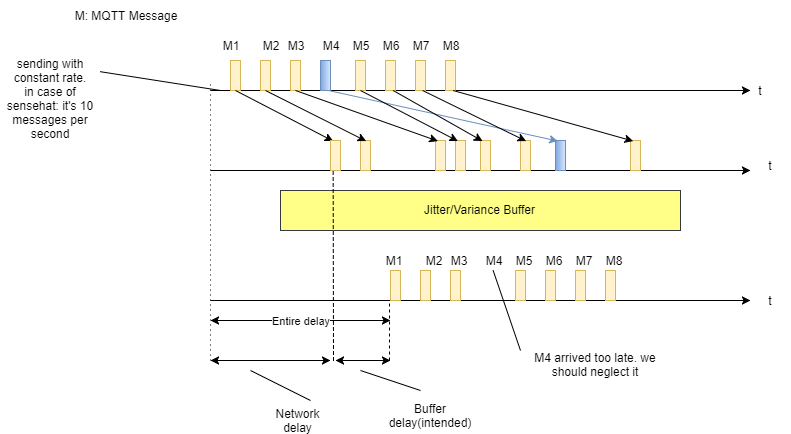 M: MQTT Message
M1 M2 M3 M4 M5 M6 M7 M8
sending with
constant rate.
in case of
sensehat: it's 10
messages per
second
t
t
Jitter/Variance Buffer
M1 M2 M3 M4 M5 M6 M7 M8
t
Entire delay
M4 arrived too late. we
should neglect it
Network
delay
Buffer
delay(intended)